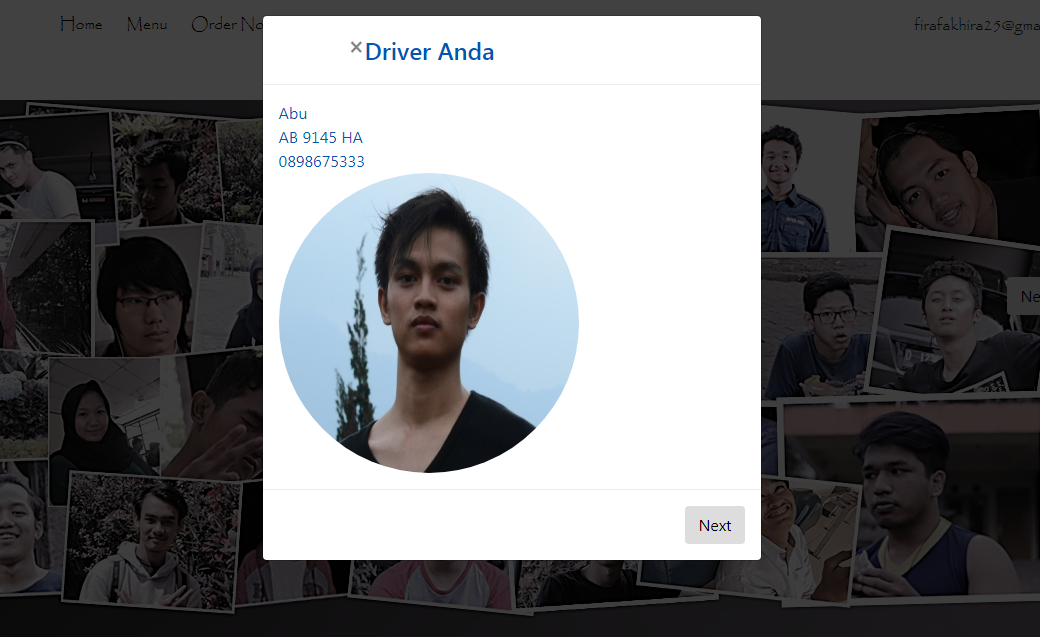 Home Menu Order No
firafakhira25@gma
×Driver Anda
Abu
AB 9145 HA
0898675333
Ne
Next